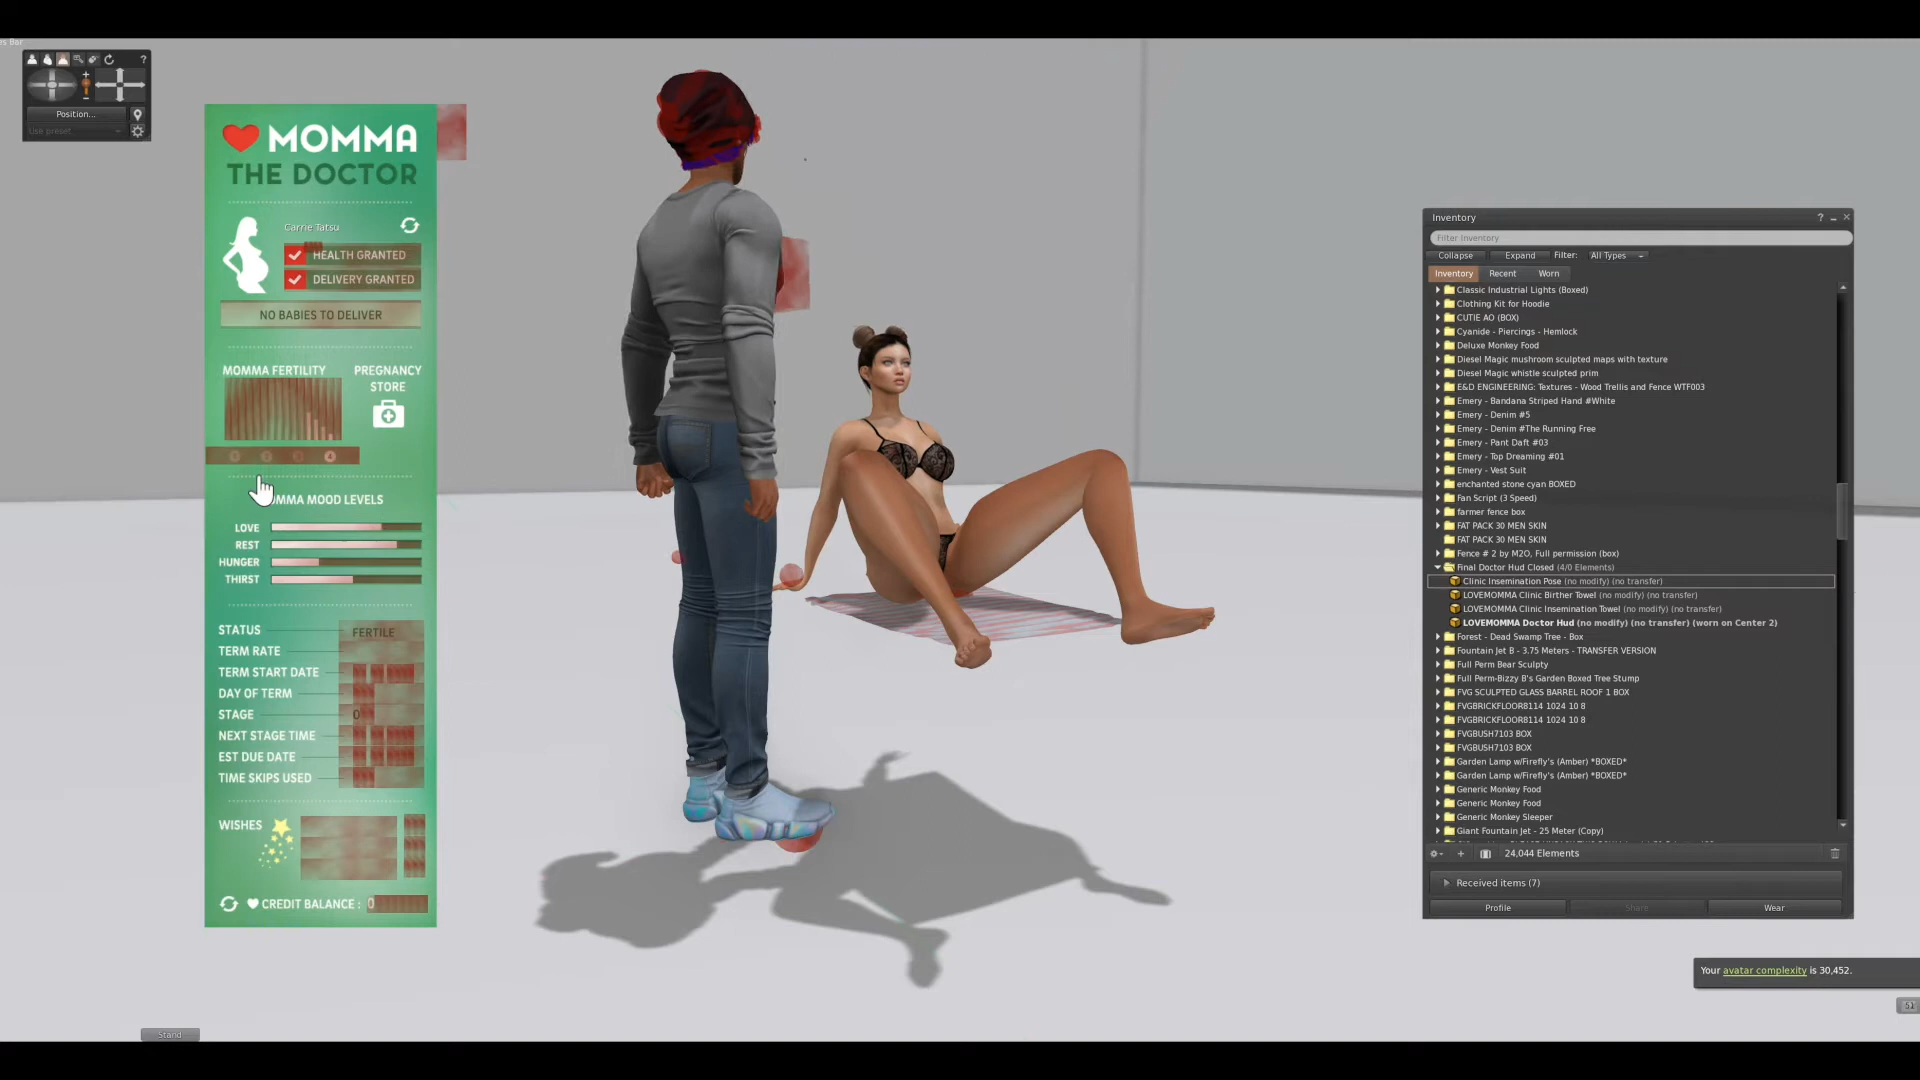 es Bar
?
Position...
Use preset
MOMMA
THE DOCTOR
Carrie Tatsu
HEALTH GRANTED
DELIVERY GRANTED
NO BABIES TO DELIVER
MOMMA FERTILITY
PREGNANCY
STORE
1 2 3 4
MMA MOOD LEVELS
LOVE
REST
HUNGER
THIRST
STATUS FERTILE
TERM RATE
TERM START DATE
DAY OF TERM
STAGE 0
NEXT STAGE TIME
EST DUE DATE
TIME SKIPS USED
WISHES
CREDIT BALANCE : 0
Stand
Inventory
Filter Inventory
Collapse Expand Filter: All Types
Inventory Recent Worn
Classic Industrial Lights (Boxed)
Clothing Kit for Hoodie
CUTIE AO (BOX)
Cyanide - Piercings - Hemlock
Deluxe Monkey Food
Diesel Magic mushroom sculpted maps with texture
Diesel Magic whistle sculpted prim
E&D ENGINEERING: Textures - Wood Trellis and Fence WTF003
Emery - Bandana Striped Hand #White
Emery - Denim #5
Emery - Denim #The Running Free
Emery - Pant Daft #03
Emery - Top Dreaming #01
Emery - Vest Suit
enchanted stone cyan BOXED
Fan Script (3 Speed)
farmer fence box
FAT PACK 30 MEN SKIN
FAT PACK 30 MEN SKIN
Fence # 2 by M2O, Full permission (box)
Final Doctor Hud Closed (4/0 Elements)
Clinic Insemination Pose (no modify) (no transfer)
LOVEMOMMA Clinic Birther Towel (no modify) (no transfer)
LOVEMOMMA Clinic Insemination Towel (no modify) (no transfer)
LOVEMOMMA Doctor Hud (no modify) (no transfer) (worn on Center 2)
Forest - Dead Swamp Tree - Box
Fountain Jet B - 3.75 Meters - TRANSFER VERSION
Full Perm Bear Sculpty
Full Perm-Bizzy B's Garden Boxed Tree Stump
FVG SCULPTED GLASS BARREL ROOF 1 BOX
FVGBRICKFLOOR8114 1024 10 8
FVGBRICKFLOOR8114 1024 10 8
FVGBUSH7103 BOX
FVGBUSH7103 BOX
Garden Lamp w/Firefly's (Amber) *BOXED*
Garden Lamp w/Firefly's (Amber) *BOXED*
Generic Monkey Food
Generic Monkey Food
Generic Monkey Sleeper
Giant Fountain Jet - 25 Meter (Copy)
24,044 Elements
Received items (7)
Profile Share Wear
Your avatar complexity is 30,452.
51